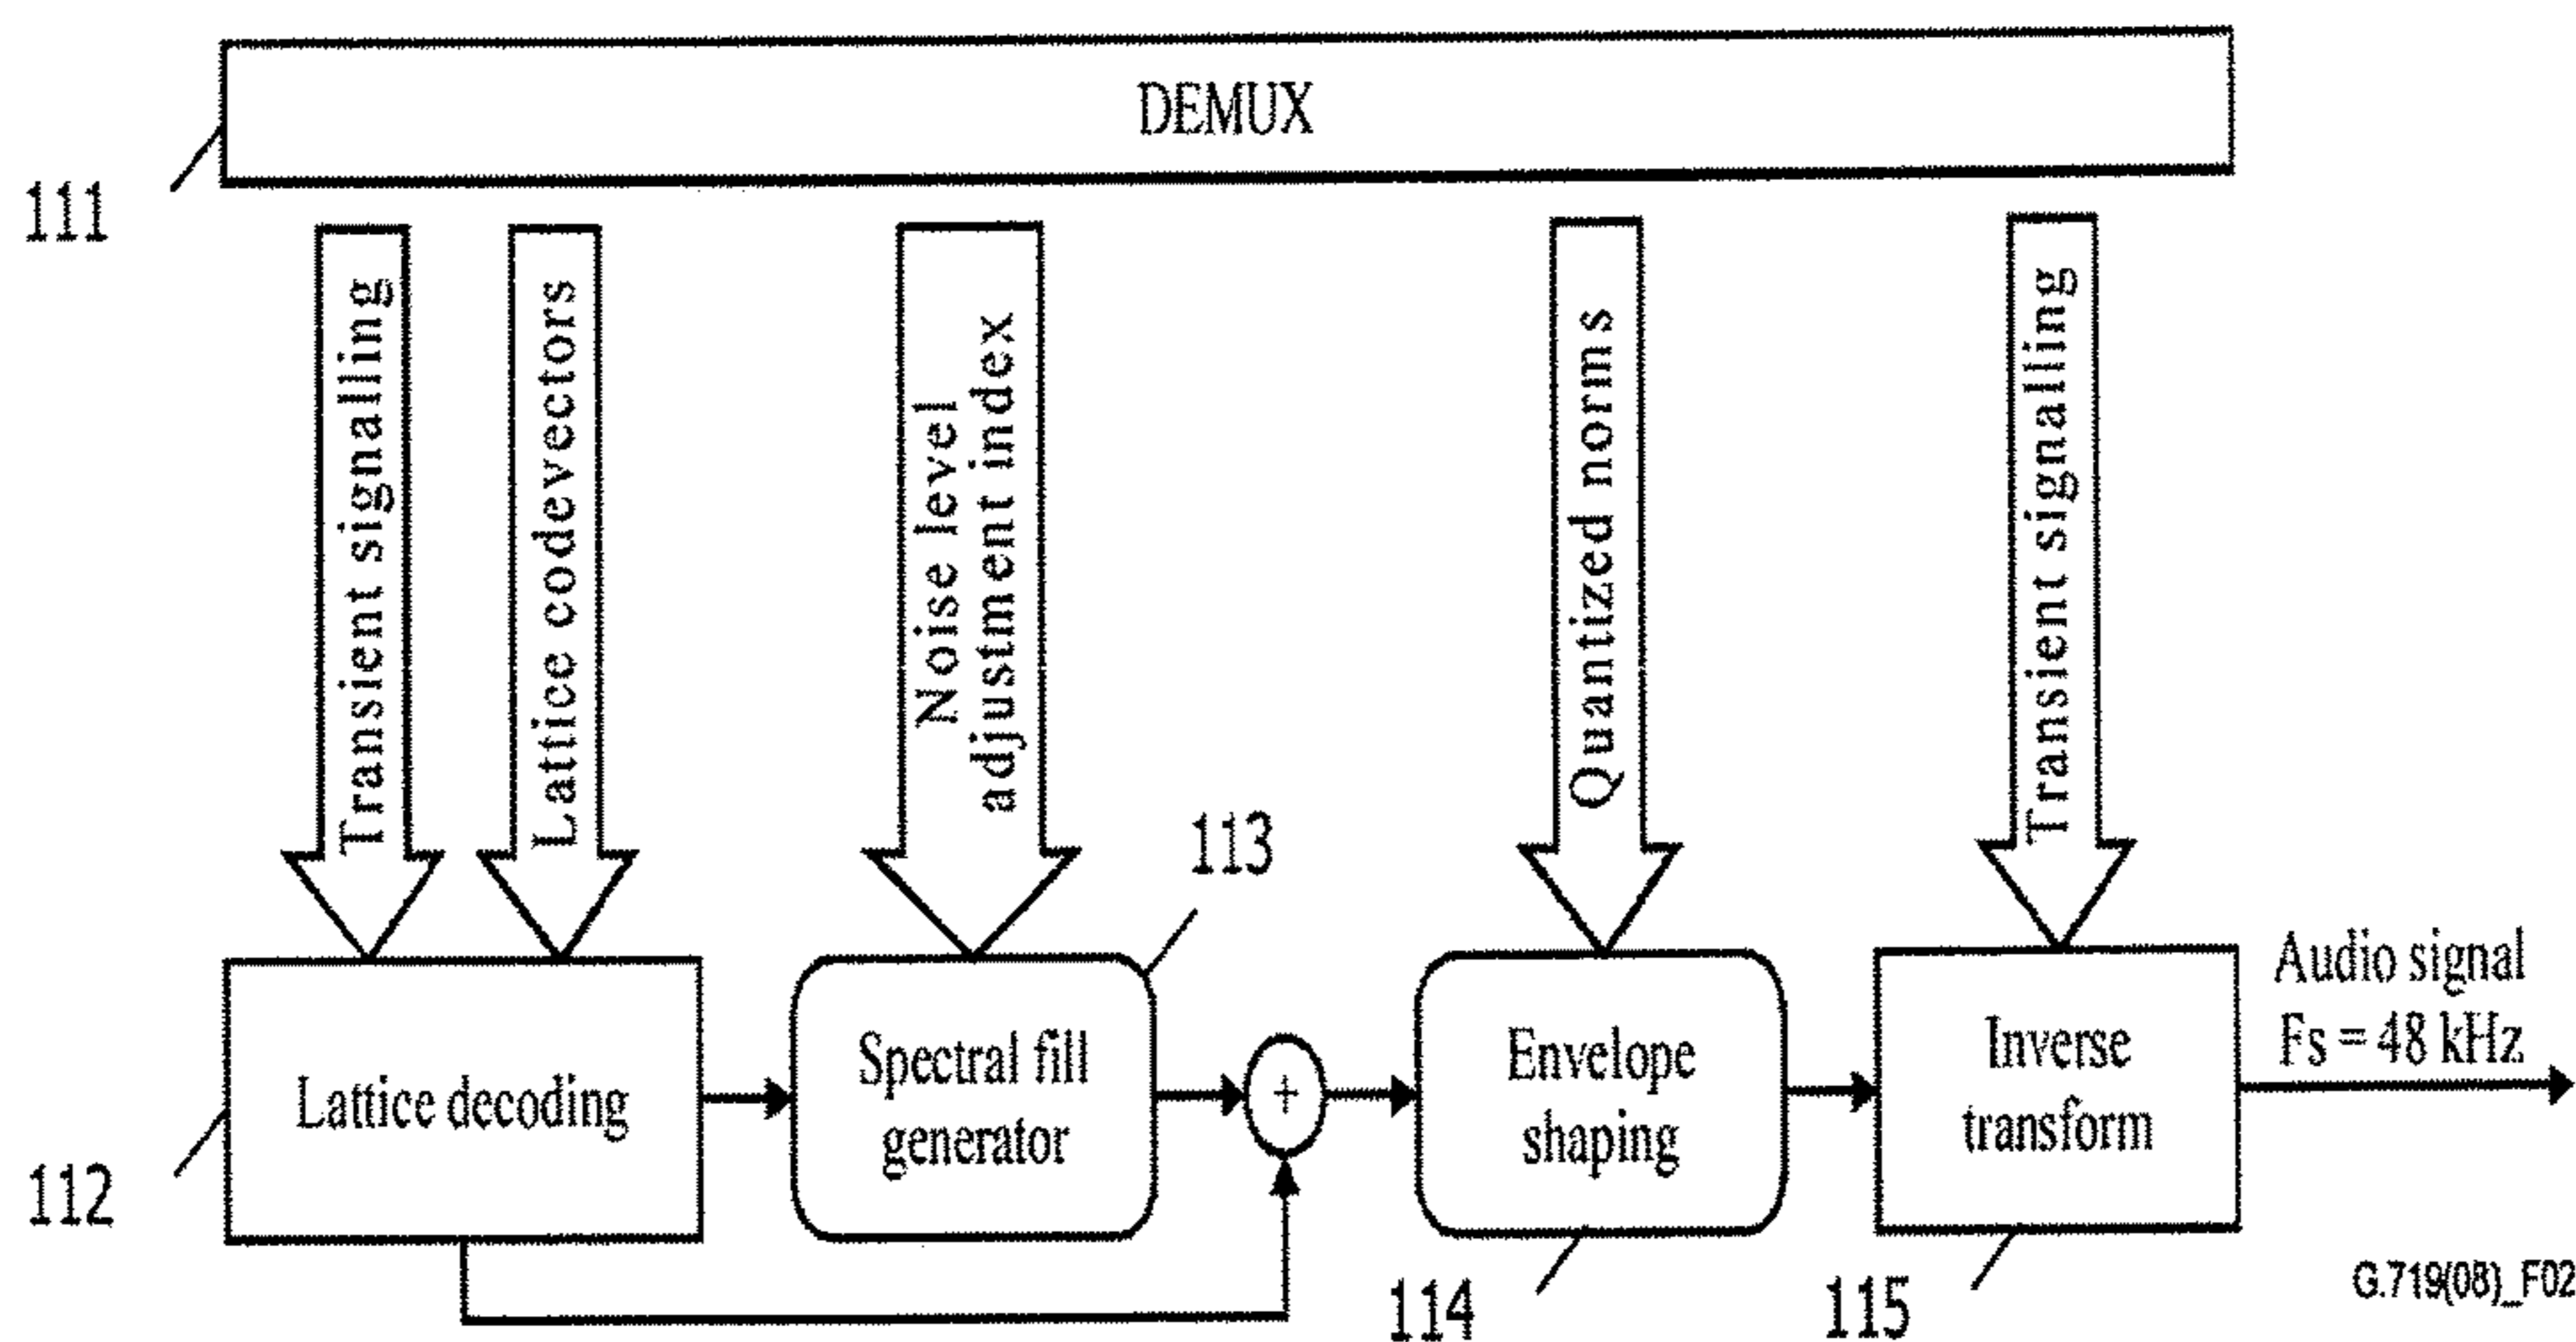 DEMUX
111
Transient signalling
Lattice codevectors
Noise level
adjustment index
Quantized norms
Transient signalling
113
Lattice decoding
Spectral fill
generator
+
Envelope
shaping
Inverse
transform
Audio signal
Fs = 48 kHz
112
114
115
G.719(08)_F02